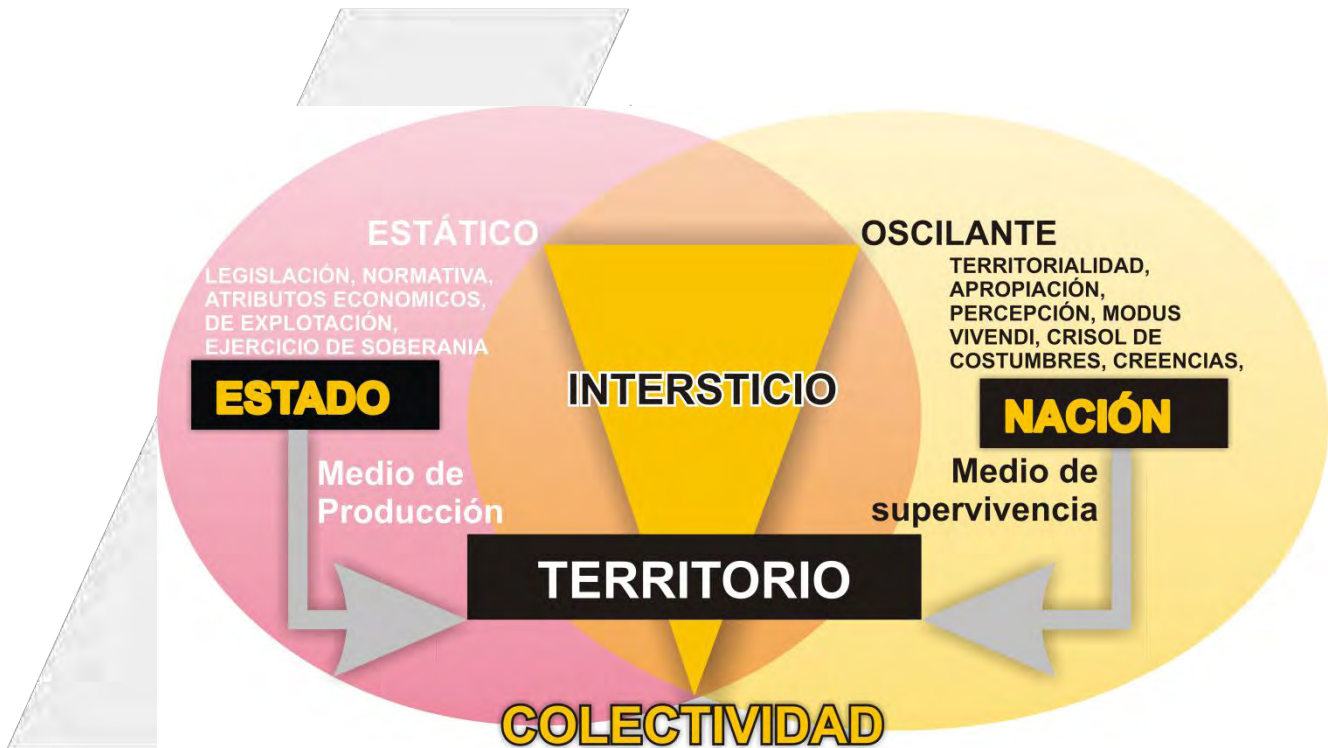 ESTÁTICO
LEGISLACIÓN, NORMATIVA,
ATRIBUTOS ECONOMICOS,
DE EXPLOTACIÓN,
EJERCICIO DE SOBERANIA
ESTADO
Medio de
Producción
OSCILANTE
TERRITORIALIDAD,
APROPIACIÓN,
PERCEPCIÓN, MODUS
VIVENDI, CRISOL DE
COSTUMBRES, CREENCIAS,
NACIÓN
Medio de
supervivencia
INTERSTICIO
TERRITORIO
COLECTIVIDAD